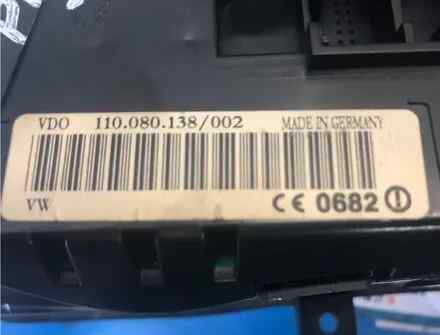 VDO 110.080.138/002 MADE IN GERMANY
VW CE 0682